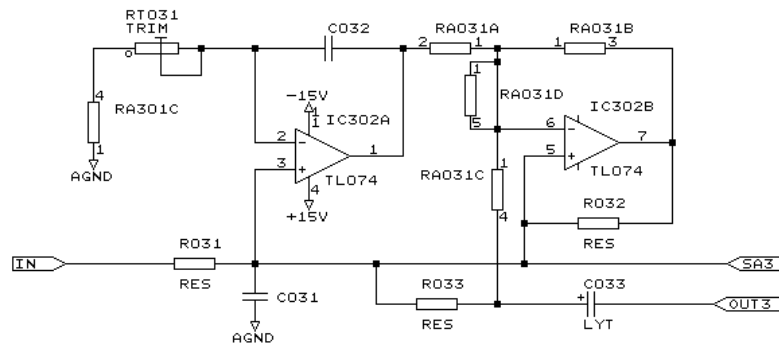 RT031
TRIM
C032
RA031A
2 1
RA031B
1 3
4
RA301C
1
AGND
-15V
11
IC302A
2
3
1
TL074
4
+15V
1
RA031D
5
IC302B
6
5
7
TL074
1
RA031C
4
R032
RES
IN
R031
RES
SA3
C031
AGND
R033
RES
+
C033
LYT
OUT3